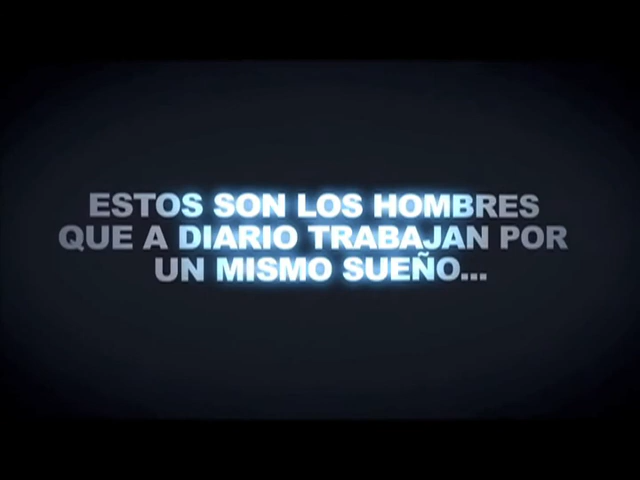 ESTOS SON LOS HOMBRES
QUE A DIARIO TRABAJAN POR
UN MISMO SUEÑO...